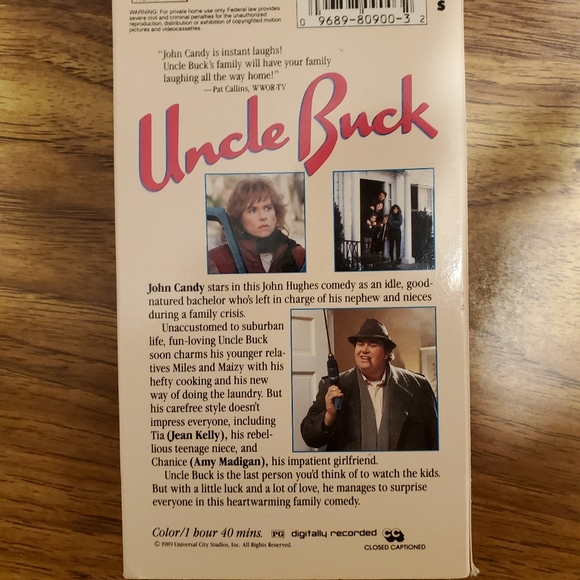 WARNING: For private home use only. Federal law provides
severe civil and criminal penalties for the unauthorized
reproduction, distribution or exhibition of copyrighted motion
pictures and videocassettes.
0 9689-80900-3 2
S
"John Candy is instant laughs!
Uncle Buck's family will have your family
laughing all the way home!"
—Pat Callins, WWOR-TV
Uncle Buck
John Candy stars in this John Hughes comedy as an idle, good-
natured bachelor who's left in charge of his nephew and nieces
during a family crisis.
Unaccustomed to suburban
life, fun-loving Uncle Buck
soon charms his younger rela-
tives Miles and Maizy with his
hefty cooking and his new
way of doing the laundry. But
his carefree style doesn't
impress everyone, including
Tia (Jean Kelly), his rebel-
lious teenage niece, and
Chanice (Amy Madigan), his impatient girlfriend.
Uncle Buck is the last person you'd think of to watch the kids.
But with a little luck and a lot of love, he manages to surprise
everyone in this heartwarming family comedy.
Color/1 hour 40 mins. PG digitally recorded CC
© 1989 Universal City Studios, Inc. All Rights Reserved.
CLOSED CAPTIONED